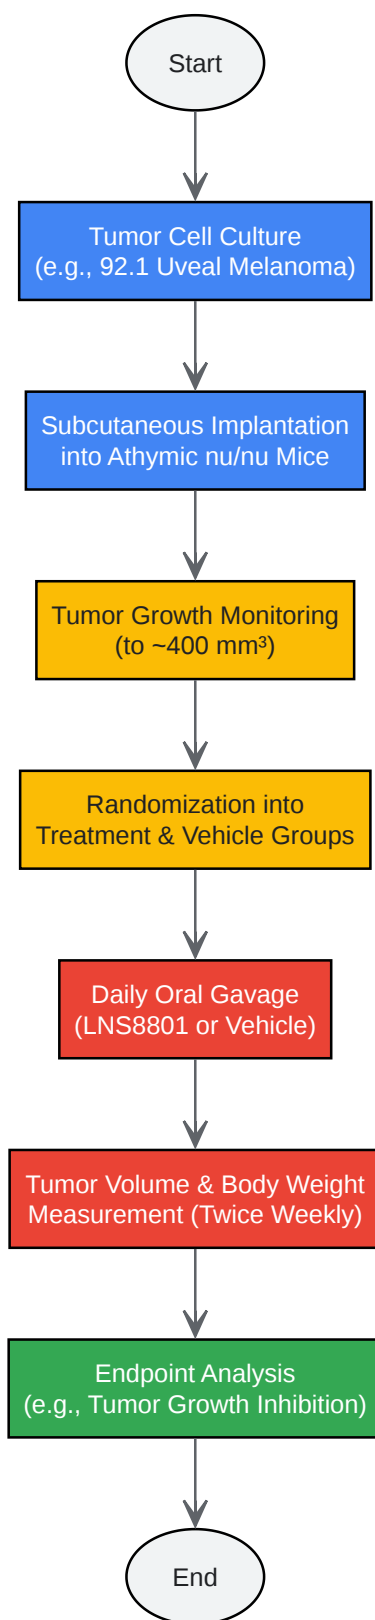 Start
Tumor Cell Culture
(e.g., 92.1 Uveal Melanoma)
Subcutaneous Implantation
into Athymic nu/nu Mice
Tumor Growth Monitoring
(to ~400 mm³)
Randomization into
Treatment & Vehicle Groups
Daily Oral Gavage
(LNS8801 or Vehicle)
Tumor Volume & Body Weight
Measurement (Twice Weekly)
Endpoint Analysis
(e.g., Tumor Growth Inhibition)
End